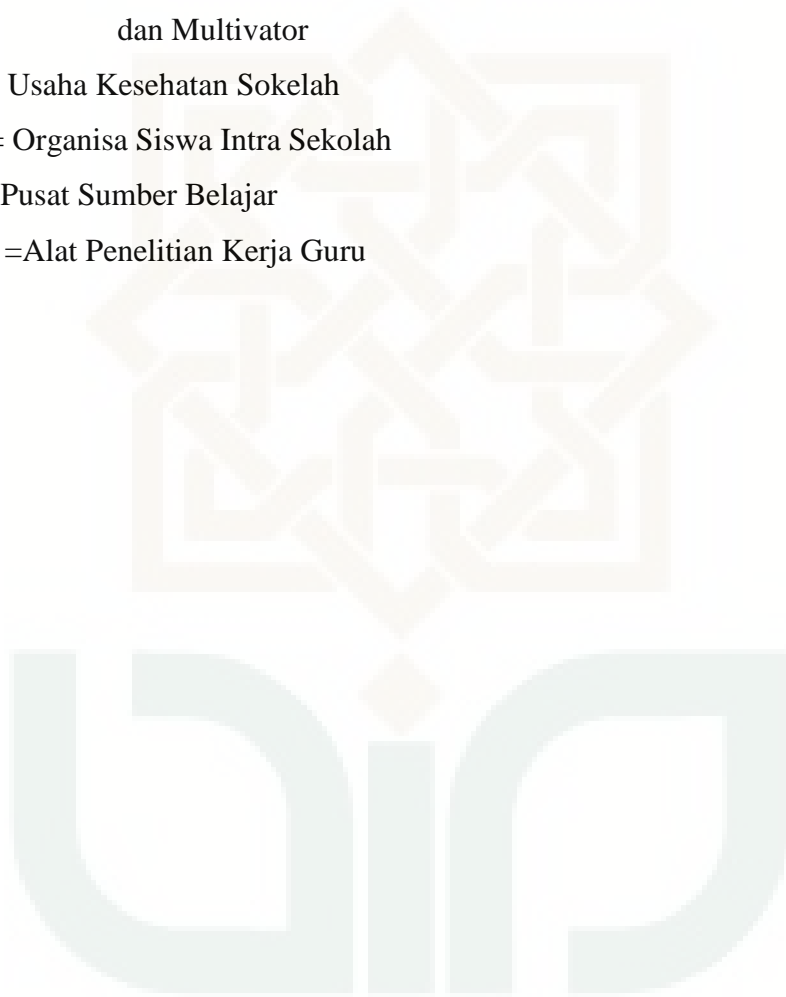 dan Multivator
Usaha Kesehatan Sokelah
= Organisa Siswa Intra Sekolah
Pusat Sumber Belajar
=Alat Penelitian Kerja Guru